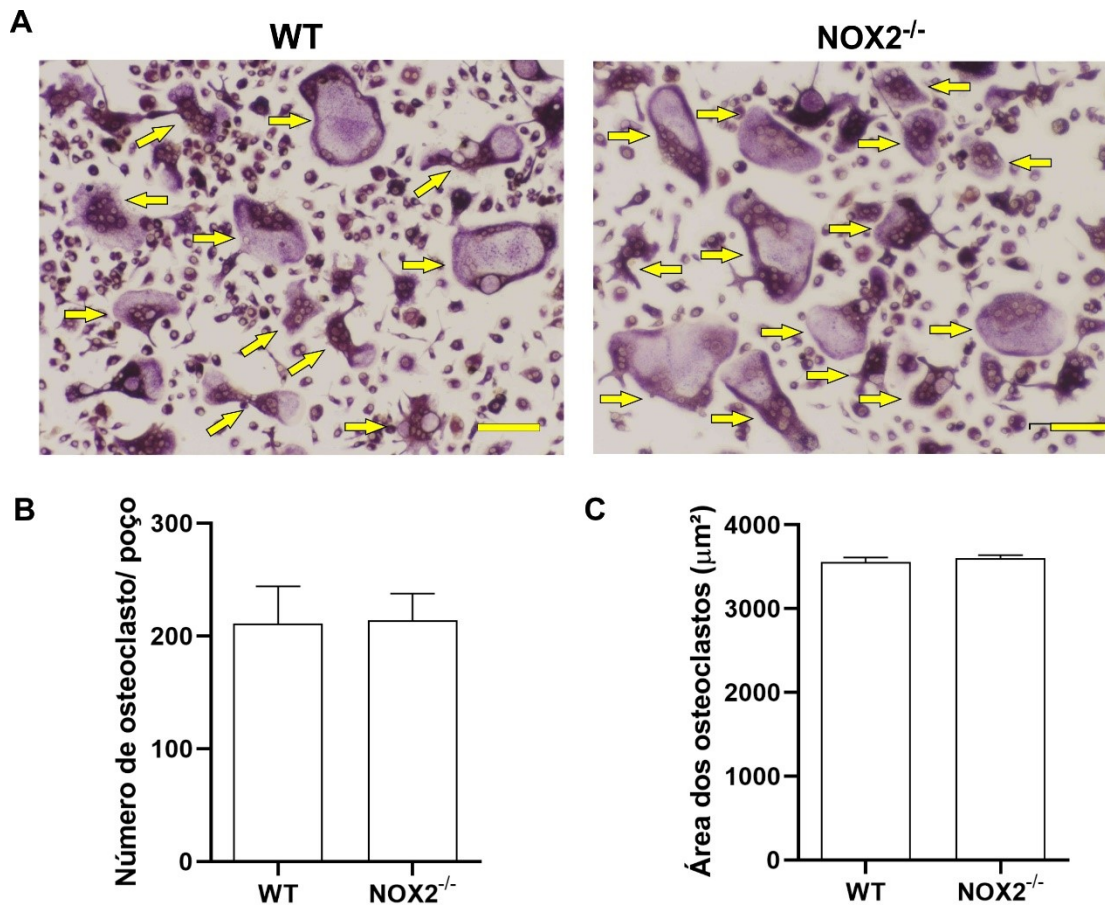 A
WT
NOX2-/-
B
Número de osteoclasto/ poço
300
200
100
0
WT
NOX2-/-
C
Área dos osteoclastos (μm²)
4000
3000
2000
1000
0
WT
NOX2-/-